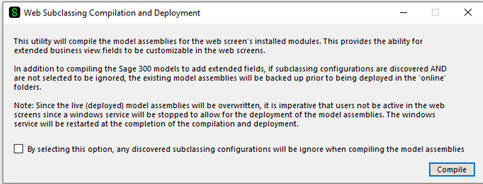 S Web Subclassing Compilation and Deployment
This utility will compile the model assemblies for the web screen's installed modules. This provides the ability for
extended business view fields to be customizable in the web screens.
In addition to compiling the Sage 300 models to add extended fields, if subclassing configurations are discovered AND
are not selected to be ignored, the existing model assemblies will be backed up prior to being deployed in the 'online'
folders.
Note: Since the live (deployed) model assemblies will be overwritten, it is imperative that users not be active in the web
screens since a windows service will be stopped to allow for the deployment of the model assemblies. The windows
service will be restarted at the completion of the compilation and deployment.
By selecting this option, any discovered subclassing configurations will be ignore when compiling the model assemblies
Compile